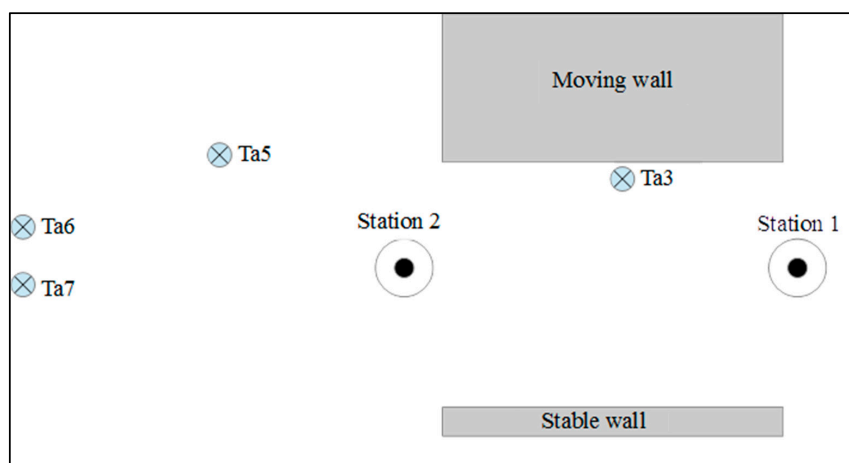 Moving wall
Ta5
Ta3
Ta6
Station 2
Station 1
Ta7
Stable wall